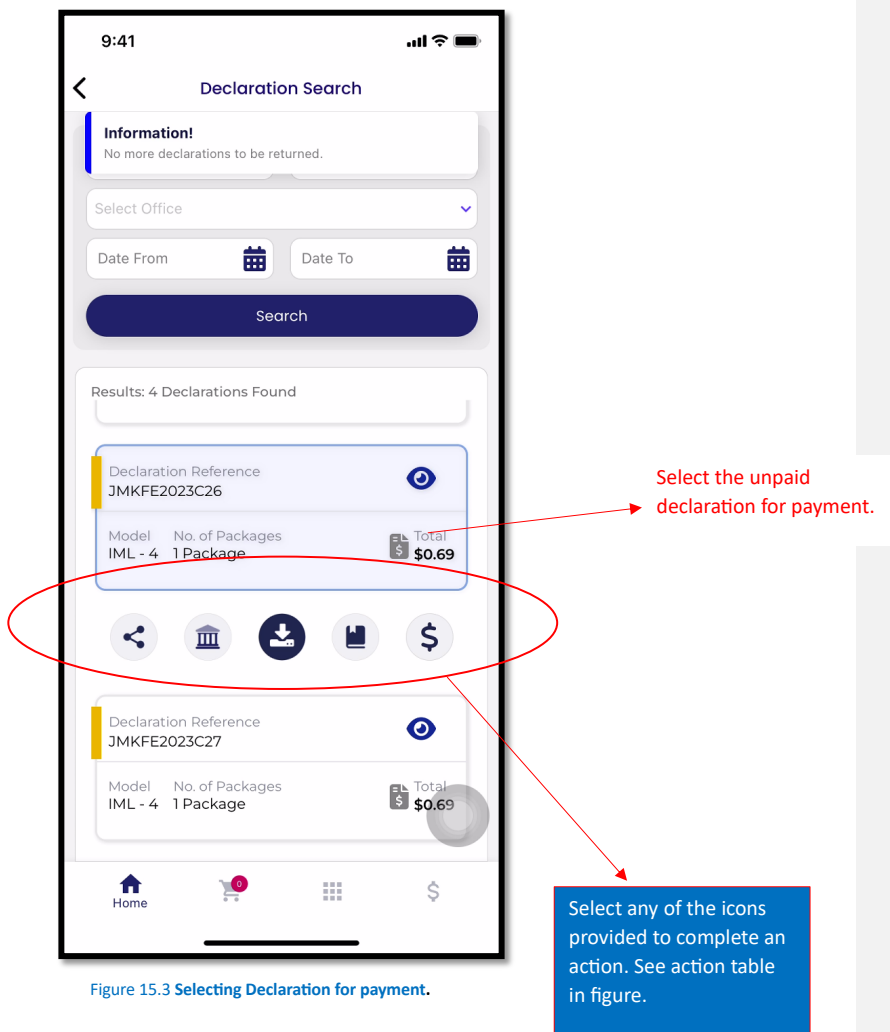 9:41
Declaration Search
Information!
No more declarations to be returned.
Select Office
Date From
Date To
Search
Results: 4 Declarations Found
Declaration Reference
JMKFE2023C26
Model No. of Packages Total
IML - 4 1 Package $0.69
Select the unpaid
declaration for payment.
Declaration Reference
JMKFE2023C27
Model No. of Packages Total
IML - 4 1 Package $0.69
0
Home
Select any of the icons
provided to complete an
action. See action table
in figure.
Figure 15.3 Selecting Declaration for payment.